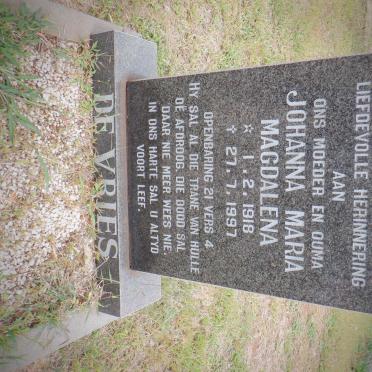 LIEFDEVOLLE HERINNERING
AAN
ONS MOEDER EN OUMA
JOHANNA MARIA
MAGDALENA
☆ 1. 2. 1918
✞ 27. 7. 1997
OPENBARING 21 VERS 4
HY SAL AL DIE TRANE VAN HULLE
OË AFDROOG. DIE DOOD SAL
DAAR NIE MEER WEES NIE.
IN ONS HARTE SAL U ALTYD
VOORT LEEF.
DE VRIES